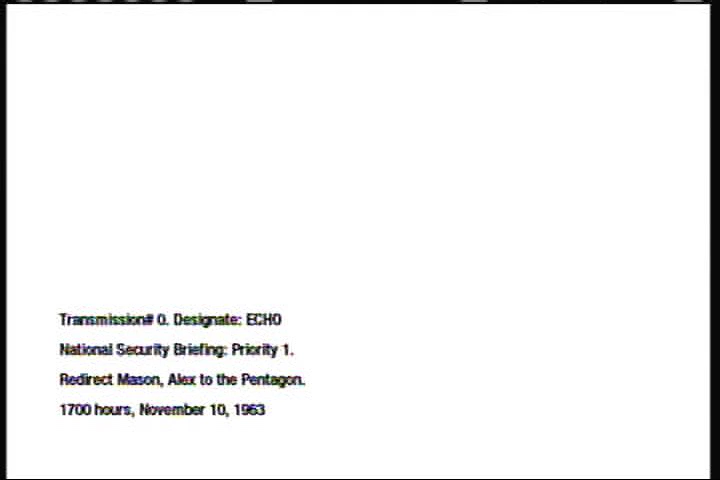 Transmission# 0. Designate: ECHO
National Security Briefing: Priority 1.
Redirect Mason, Alex to the Pentagon.
1700 hours, November 10, 1963